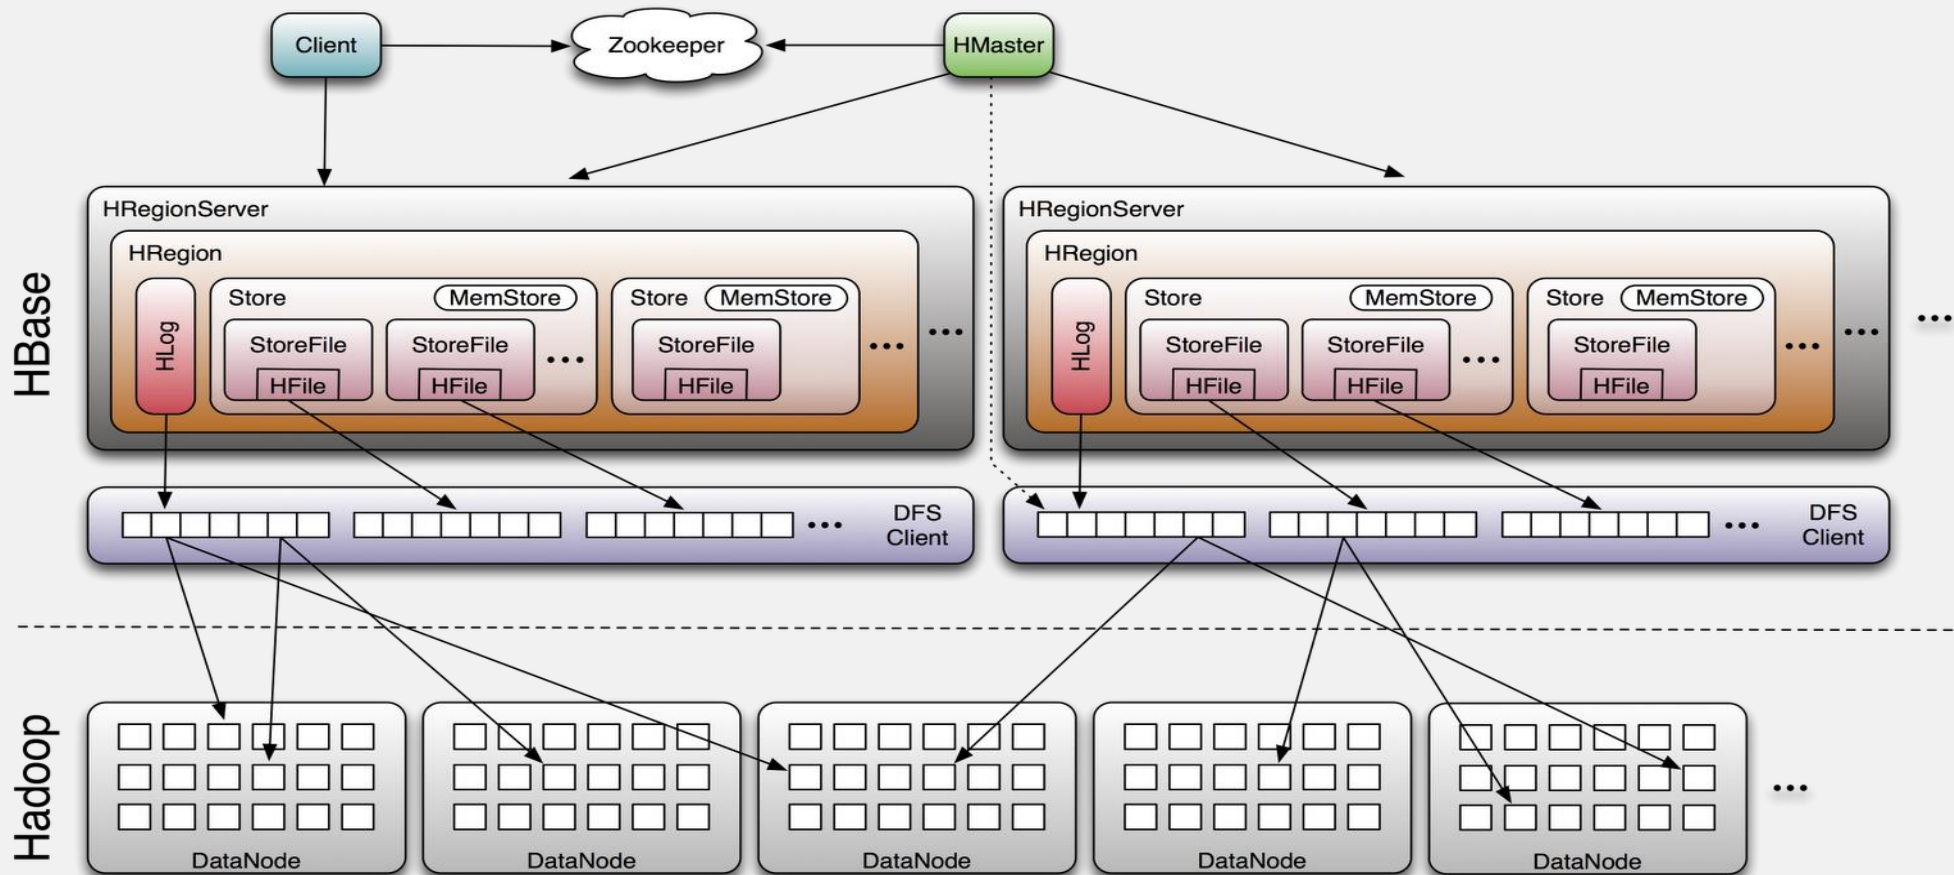 Client
Zookeeper
HMaster
HBase
HRegionServer
HRegion
HLog
Store
MemStore
StoreFile
HFile
StoreFile
HFile
...
Store
MemStore
StoreFile
HFile
...
...
HRegionServer
HRegion
HLog
Store
MemStore
StoreFile
HFile
StoreFile
HFile
...
Store
MemStore
StoreFile
HFile
...
...
...
...
DFS
Client
...
DFS
Client
Hadoop
DataNode
DataNode
DataNode
DataNode
DataNode
...